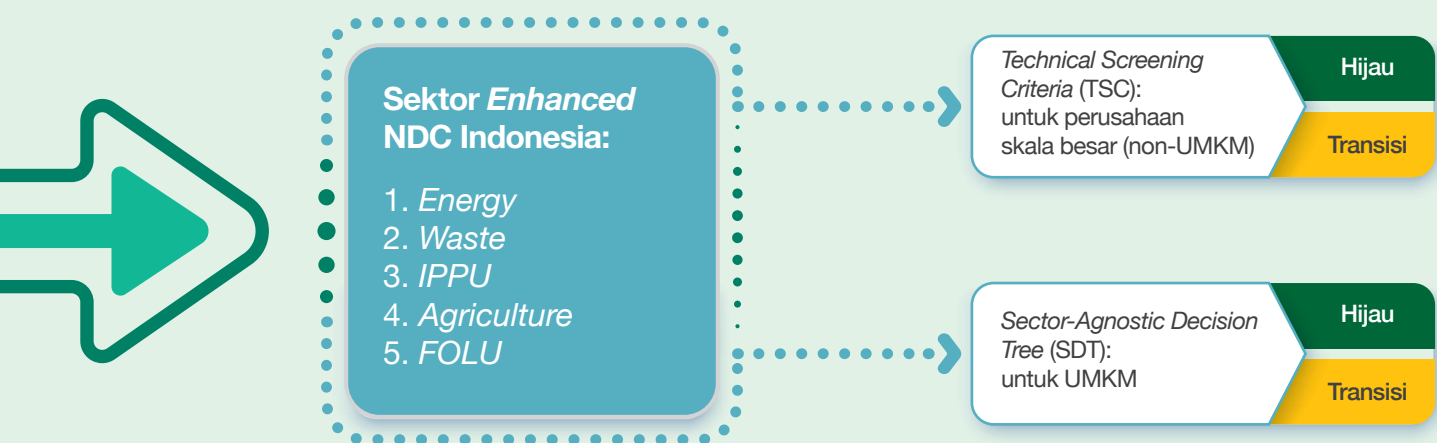 Sektor Enhanced
NDC Indonesia:
1. Energy
2. Waste
3. IPPU
4. Agriculture
5. FOLU
Technical Screening
Criteria (TSC):
untuk perusahaan
skala besar (non-UMKM)
Hijau
Transisi
Sector-Agnostic Decision
Tree (SDT):
untuk UMKM
Hijau
Transisi